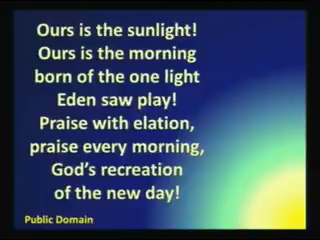 Ours is the sunlight!
Ours is the morning
born of the one light
Eden saw play!
Praise with elation,
praise every morning,
God's recreation
of the new day!
Public Domain